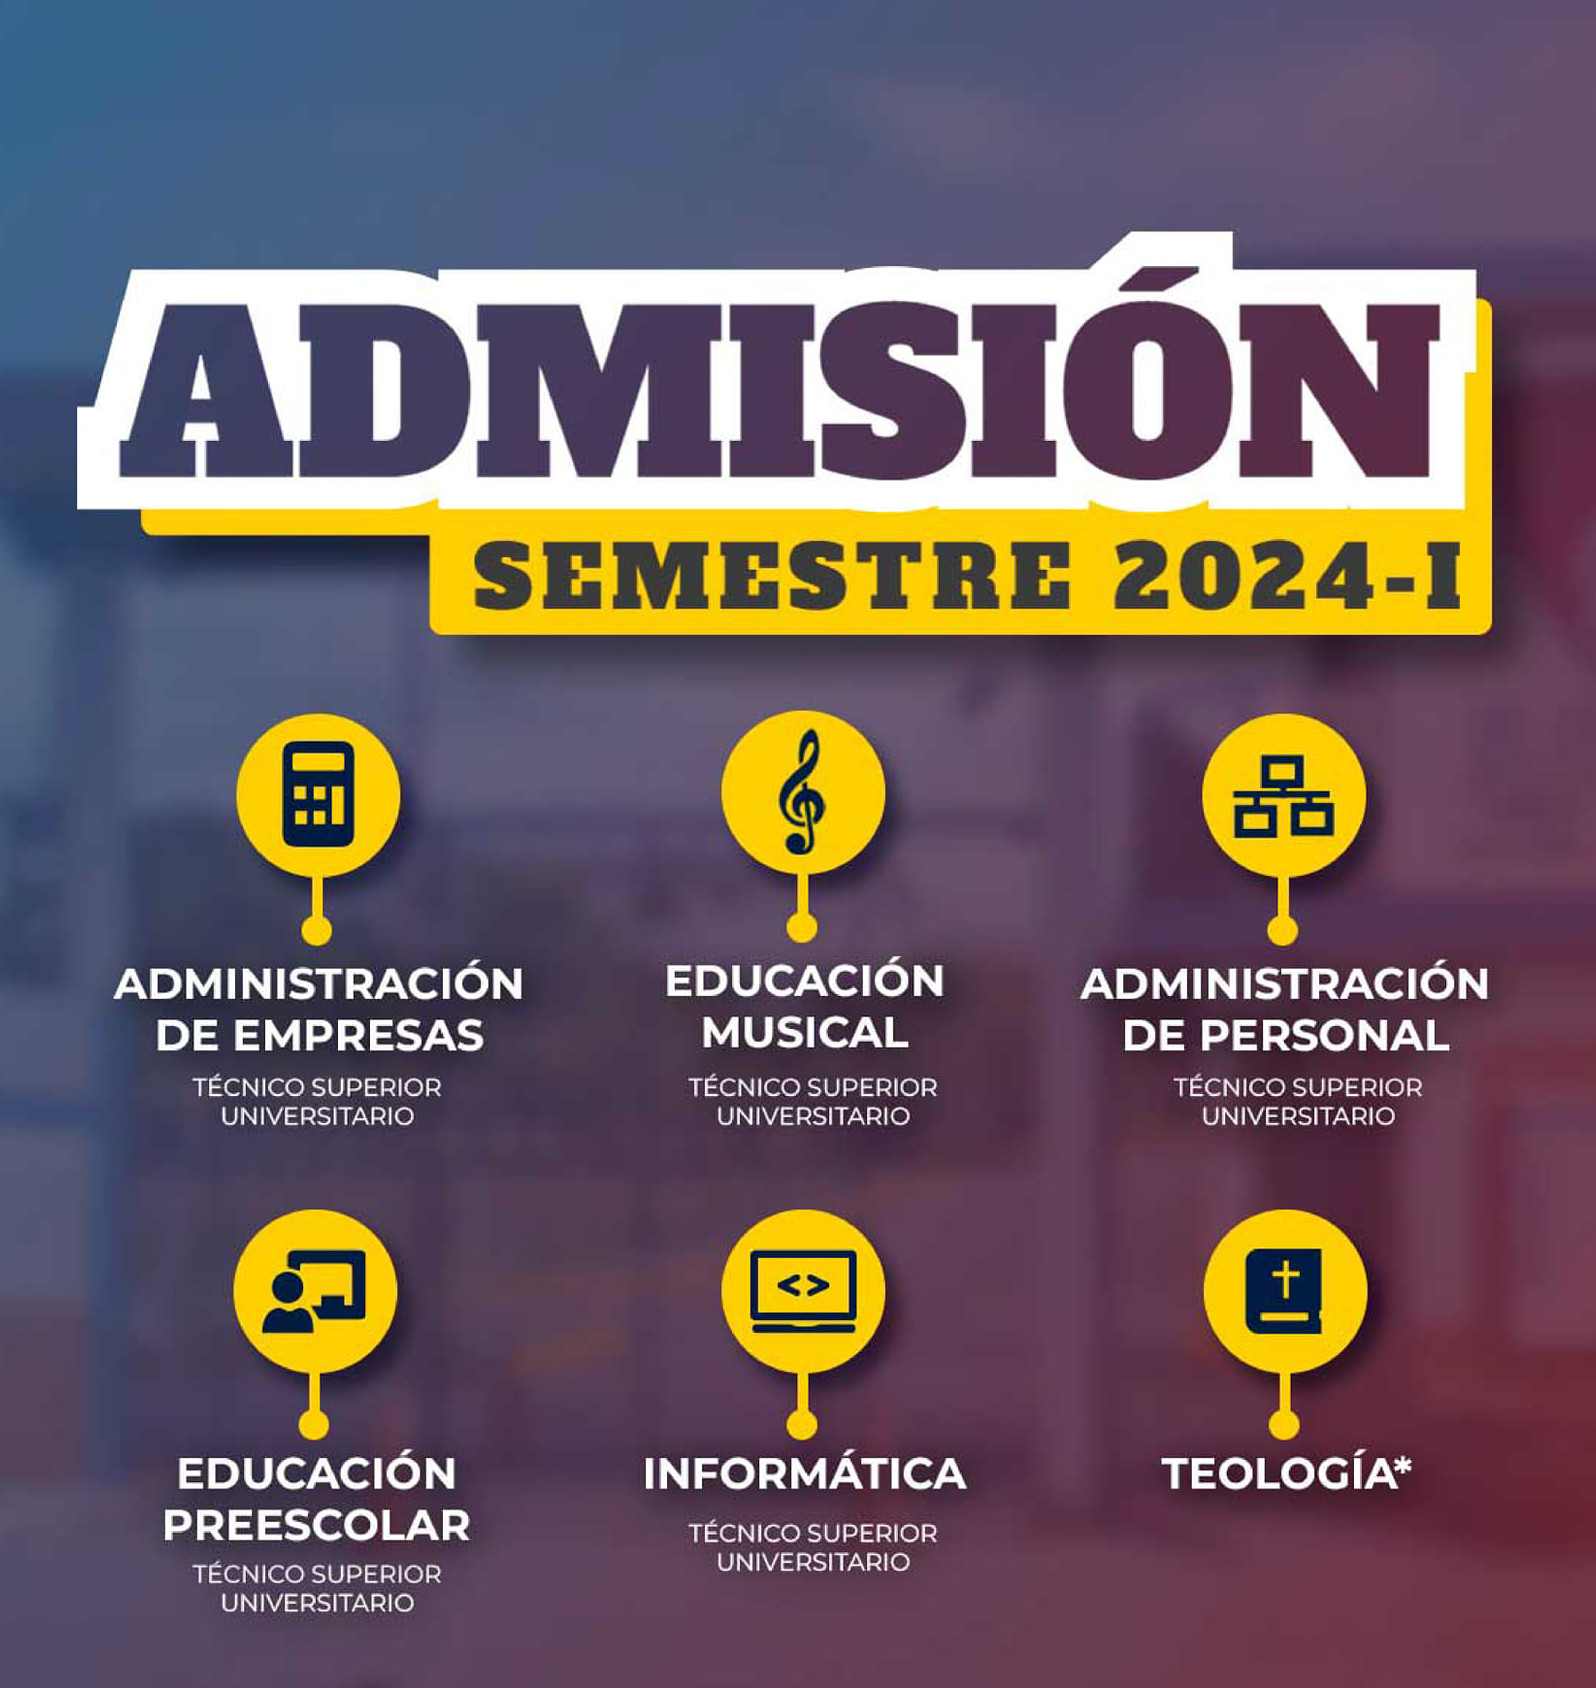 ADMISIÓN
SEMESTRE 2024-I
ADMINISTRACIÓN
DE EMPRESAS
TÉCNICO SUPERIOR
UNIVERSITARIO
EDUCACIÓN
MUSICAL
TÉCNICO SUPERIOR
UNIVERSITARIO
ADMINISTRACIÓN
DE PERSONAL
TÉCNICO SUPERIOR
UNIVERSITARIO
EDUCACIÓN
PREESCOLAR
TÉCNICO SUPERIOR
UNIVERSITARIO
INFORMÁTICA
TÉCNICO SUPERIOR
UNIVERSITARIO
TEOLOGÍA*